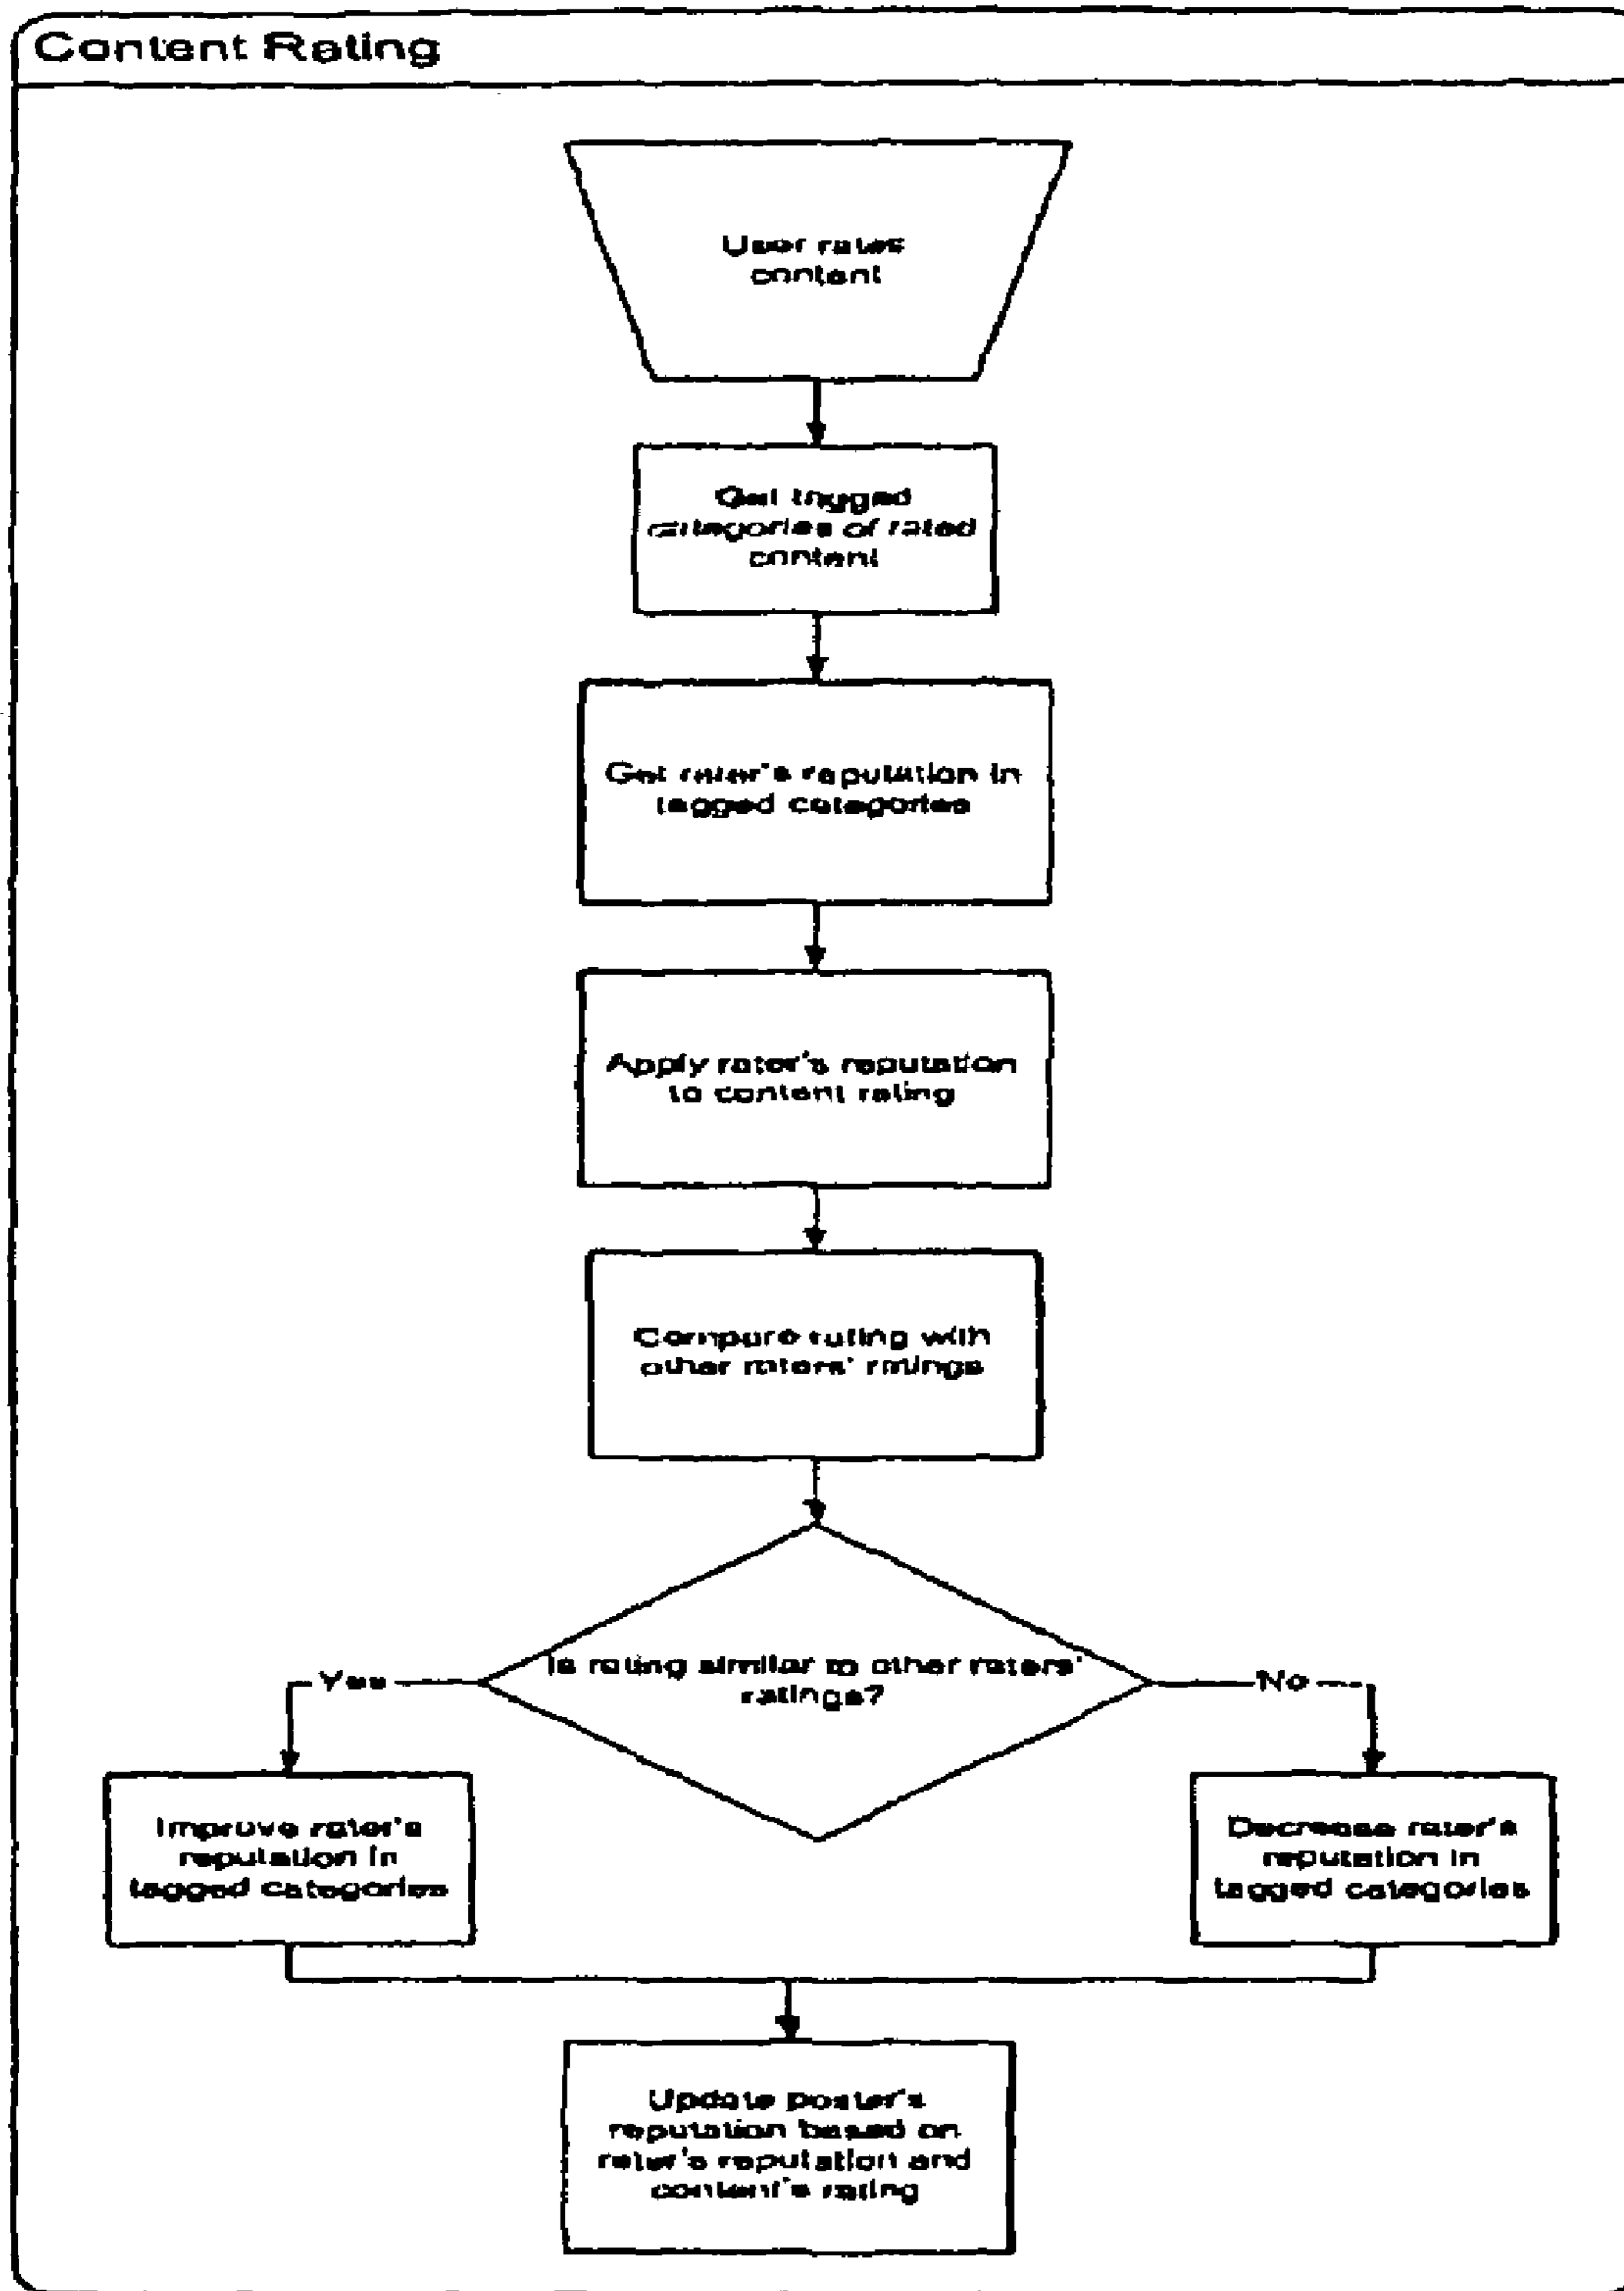 Content Rating
User rates
content
Get tagged
categories of rated
content
Get rater's reputation in
tagged categories
Apply rater's reputation
to content rating
Compare rating with
other raters' ratings
Is rating similar to other raters'
ratings?
Yes
No
Improve rater's
reputation in
tagged categories
Decrease rater's
reputation in
tagged categories
Update poster's
reputation based on
rater's reputation and
content's rating